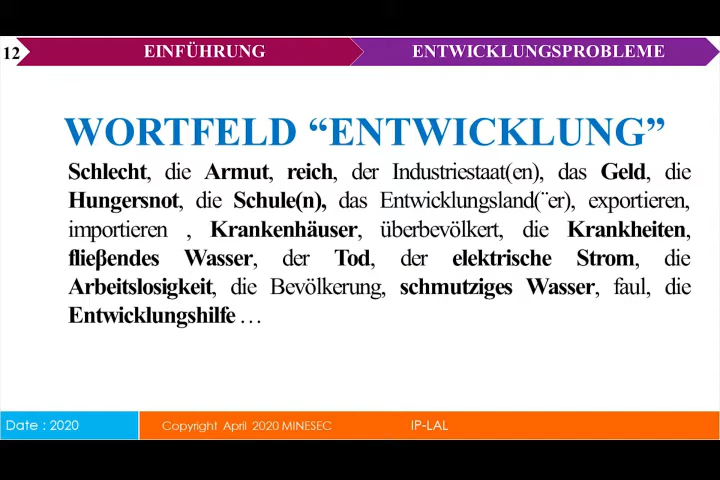 12 EINFÜHRUNG ENTWICKLUNGSPROBLEME
WORTFELD “ENTWICKLUNG”
Schlecht, die Armut, reich, der Industriestaat(en), das Geld, die
Hungersnot, die Schule(n), das Entwicklungsland(¨er), exportieren,
importieren , Krankenhäuser, überbevölkert, die Krankheiten,
flieβendes Wasser, der Tod, der elektrische Strom, die
Arbeitslosigkeit, die Bevölkerung, schmutziges Wasser, faul, die
Entwicklungshilfe …
Date : 2020 Copyright April 2020 MINESEC IP-LAL